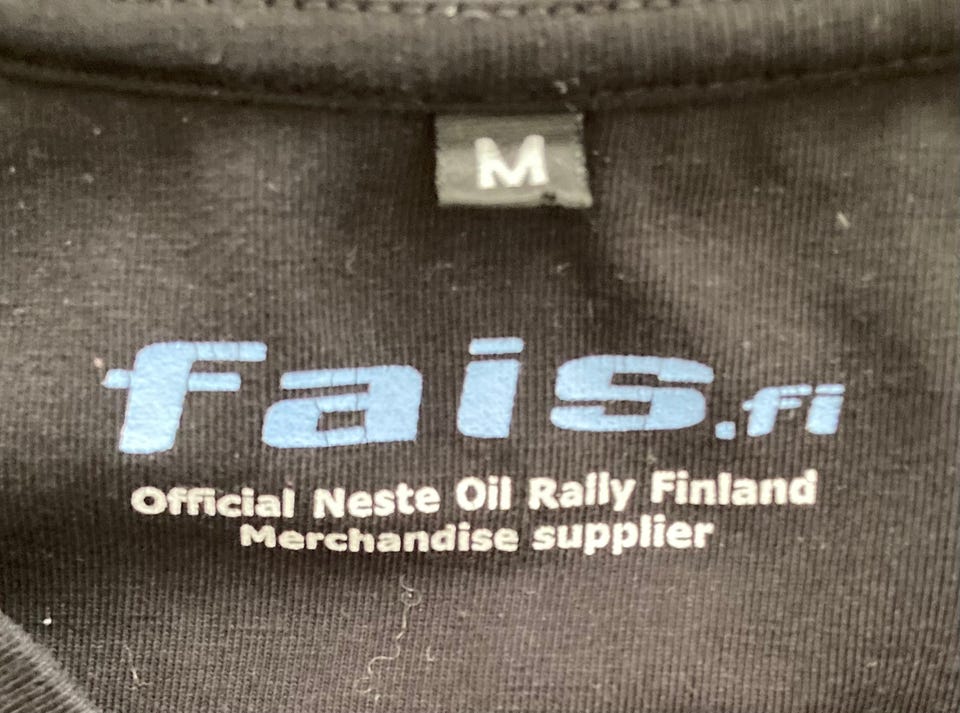 M
fais.fi
Official Neste Oil Rally Finland
Merchandise supplier